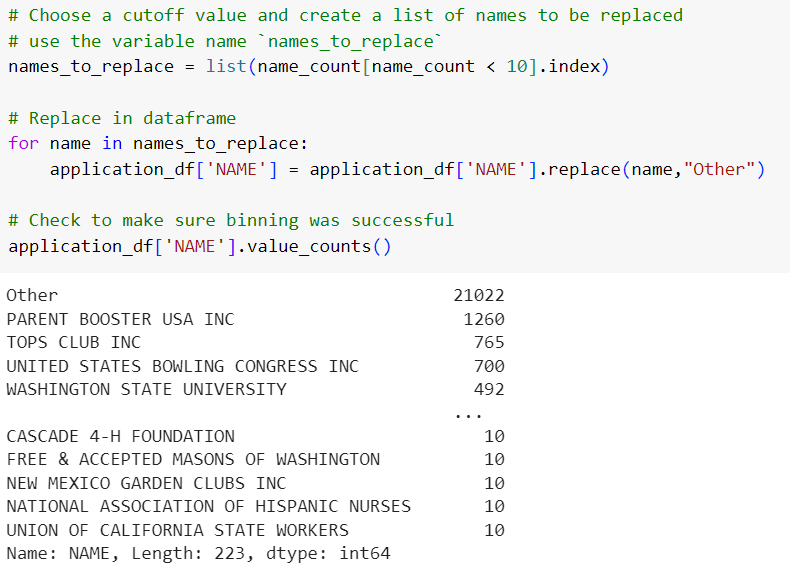 # Choose a cutoff value and create a list of names to be replaced
# use the variable name `names_to_replace`
names_to_replace = list(name_count[name_count < 10].index)
# Replace in dataframe
for name in names_to_replace:
    application_df['NAME'] = application_df['NAME'].replace(name,"Other")
# Check to make sure binning was successful
application_df['NAME'].value_counts()
Other 21022
PARENT BOOSTER USA INC 1260
TOPS CLUB INC 765
UNITED STATES BOWLING CONGRESS INC 700
WASHINGTON STATE UNIVERSITY 492
...
CASCADE 4-H FOUNDATION 10
FREE & ACCEPTED MASONS OF WASHINGTON 10
NEW MEXICO GARDEN CLUBS INC 10
NATIONAL ASSOCIATION OF HISPANIC NURSES 10
UNION OF CALIFORNIA STATE WORKERS 10
Name: NAME, Length: 223, dtype: int64